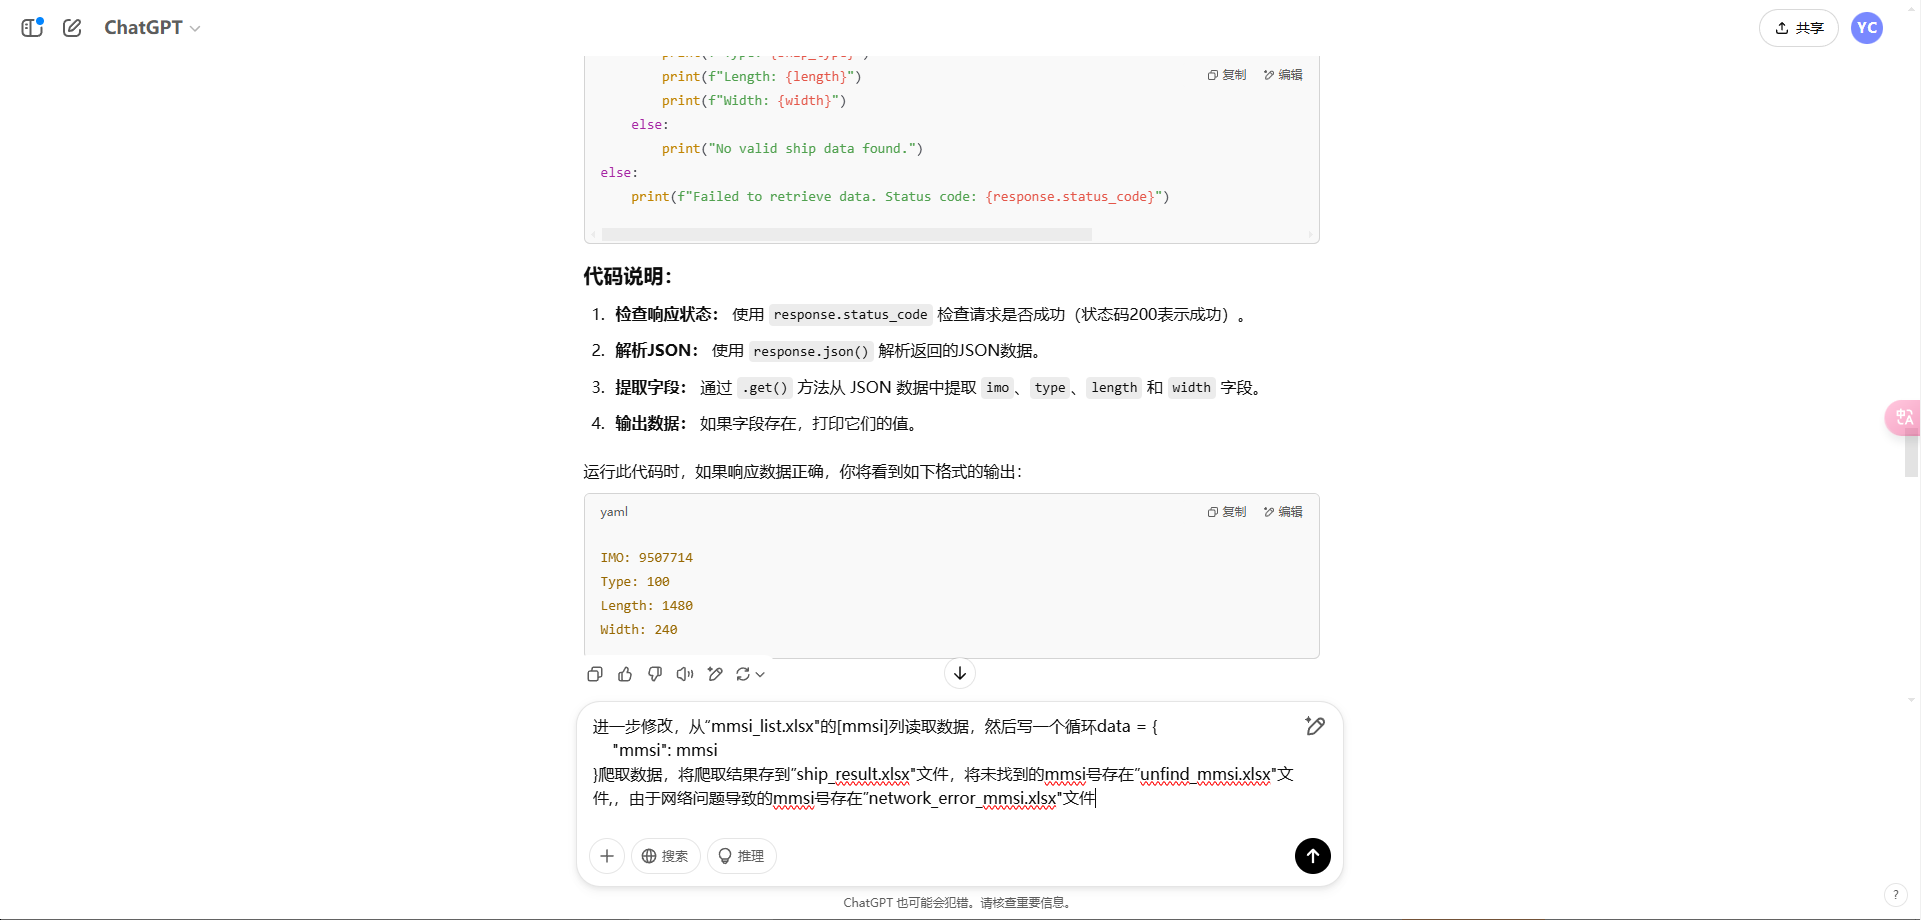 ChatGPT
共享
YC
print(f"Length: {length}")
复制
编辑
print(f"Width: {width}")
else:
print("No valid ship data found.")
else:
print(f"Failed to retrieve data. Status code: {response.status_code}")
代码说明：
1. 检查响应状态： 使用 response.status_code 检查请求是否成功（状态码200表示成功）。
2. 解析JSON： 使用 response.json() 解析返回的JSON数据。
3. 提取字段： 通过 .get() 方法从 JSON 数据中提取 imo、type、length 和 width 字段。
4. 输出数据： 如果字段存在，打印它们的值。
运行此代码时，如果响应数据正确，你将看到如下格式的输出：
yaml
复制
编辑
IMO: 9507714
Type: 100
Length: 1480
Width: 240
进一步修改，从“mmsi_list.xlsx"的[mmsi]列读取数据，然后写一个循环data = {
"mmsi": mmsi
}爬取数据，将爬取结果存到”ship_result.xlsx"文件，将未找到的mmsi号存在”unfind_mmsi.xlsx"文
件,，由于网络问题导致的mmsi号存在”network_error_mmsi.xlsx"文件
搜索
推理
ChatGPT 也可能会犯错。请核查重要信息。
?